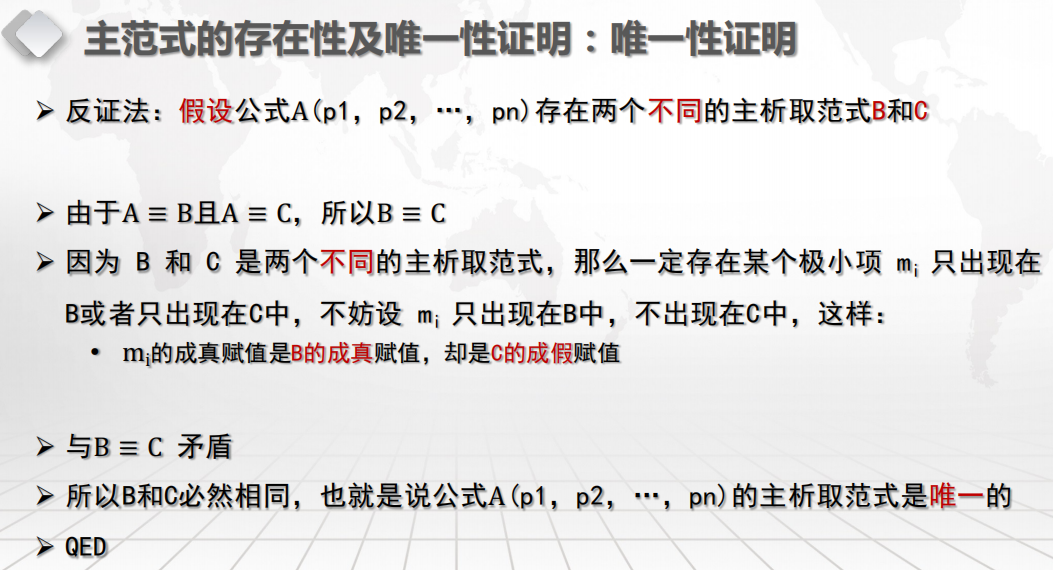 主范式的存在性及唯一性证明：唯一性证明
➢ 反证法：假设公式A(p1，p2，…，pn)存在两个不同的主析取范式B和C
➢ 由于A ≡ B且A ≡ C，所以B ≡ C
➢ 因为 B 和 C 是两个不同的主析取范式，那么一定存在某个极小项 mᵢ 只出现在
B或者只出现在C中，不妨设 mᵢ 只出现在B中，不出现在C中，这样：
• mᵢ的成真赋值是B的成真赋值，却是C的成假赋值
➢ 与B ≡ C 矛盾
➢ 所以B和C必然相同，也就是说公式A(p1，p2，…，pn)的主析取范式是唯一的
➢ QED